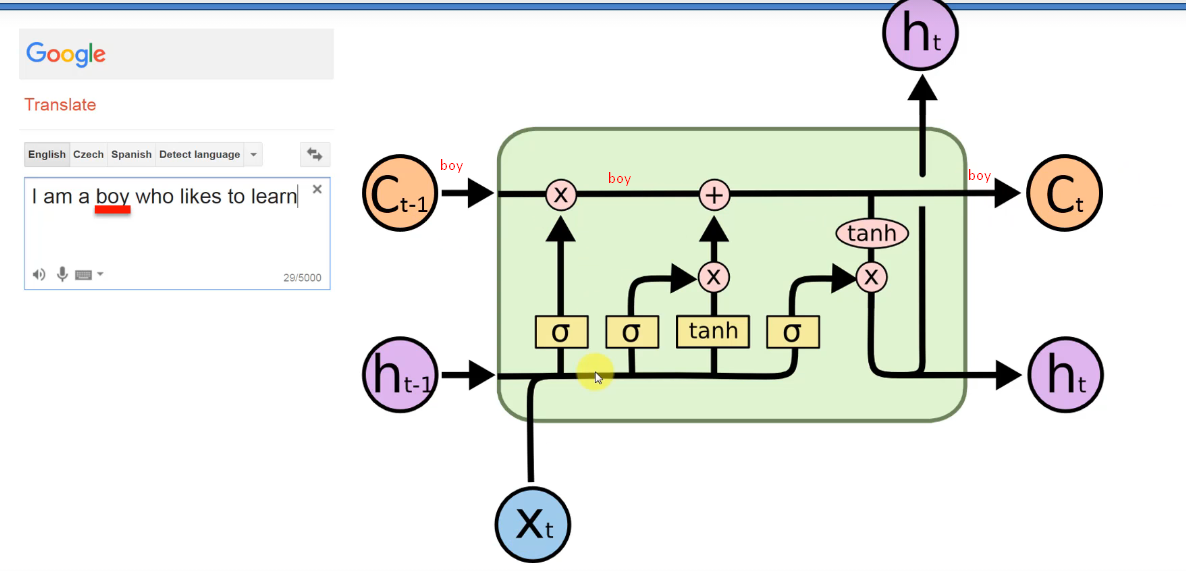 Google
Translate
English Czech Spanish Detect language
I am a boy who likes to learn
29/5000
ht
boy
Ct-1
boy
x
+
boy
Ct
tanh
x
x
σ
σ
tanh
σ
ht-1
ht
xt